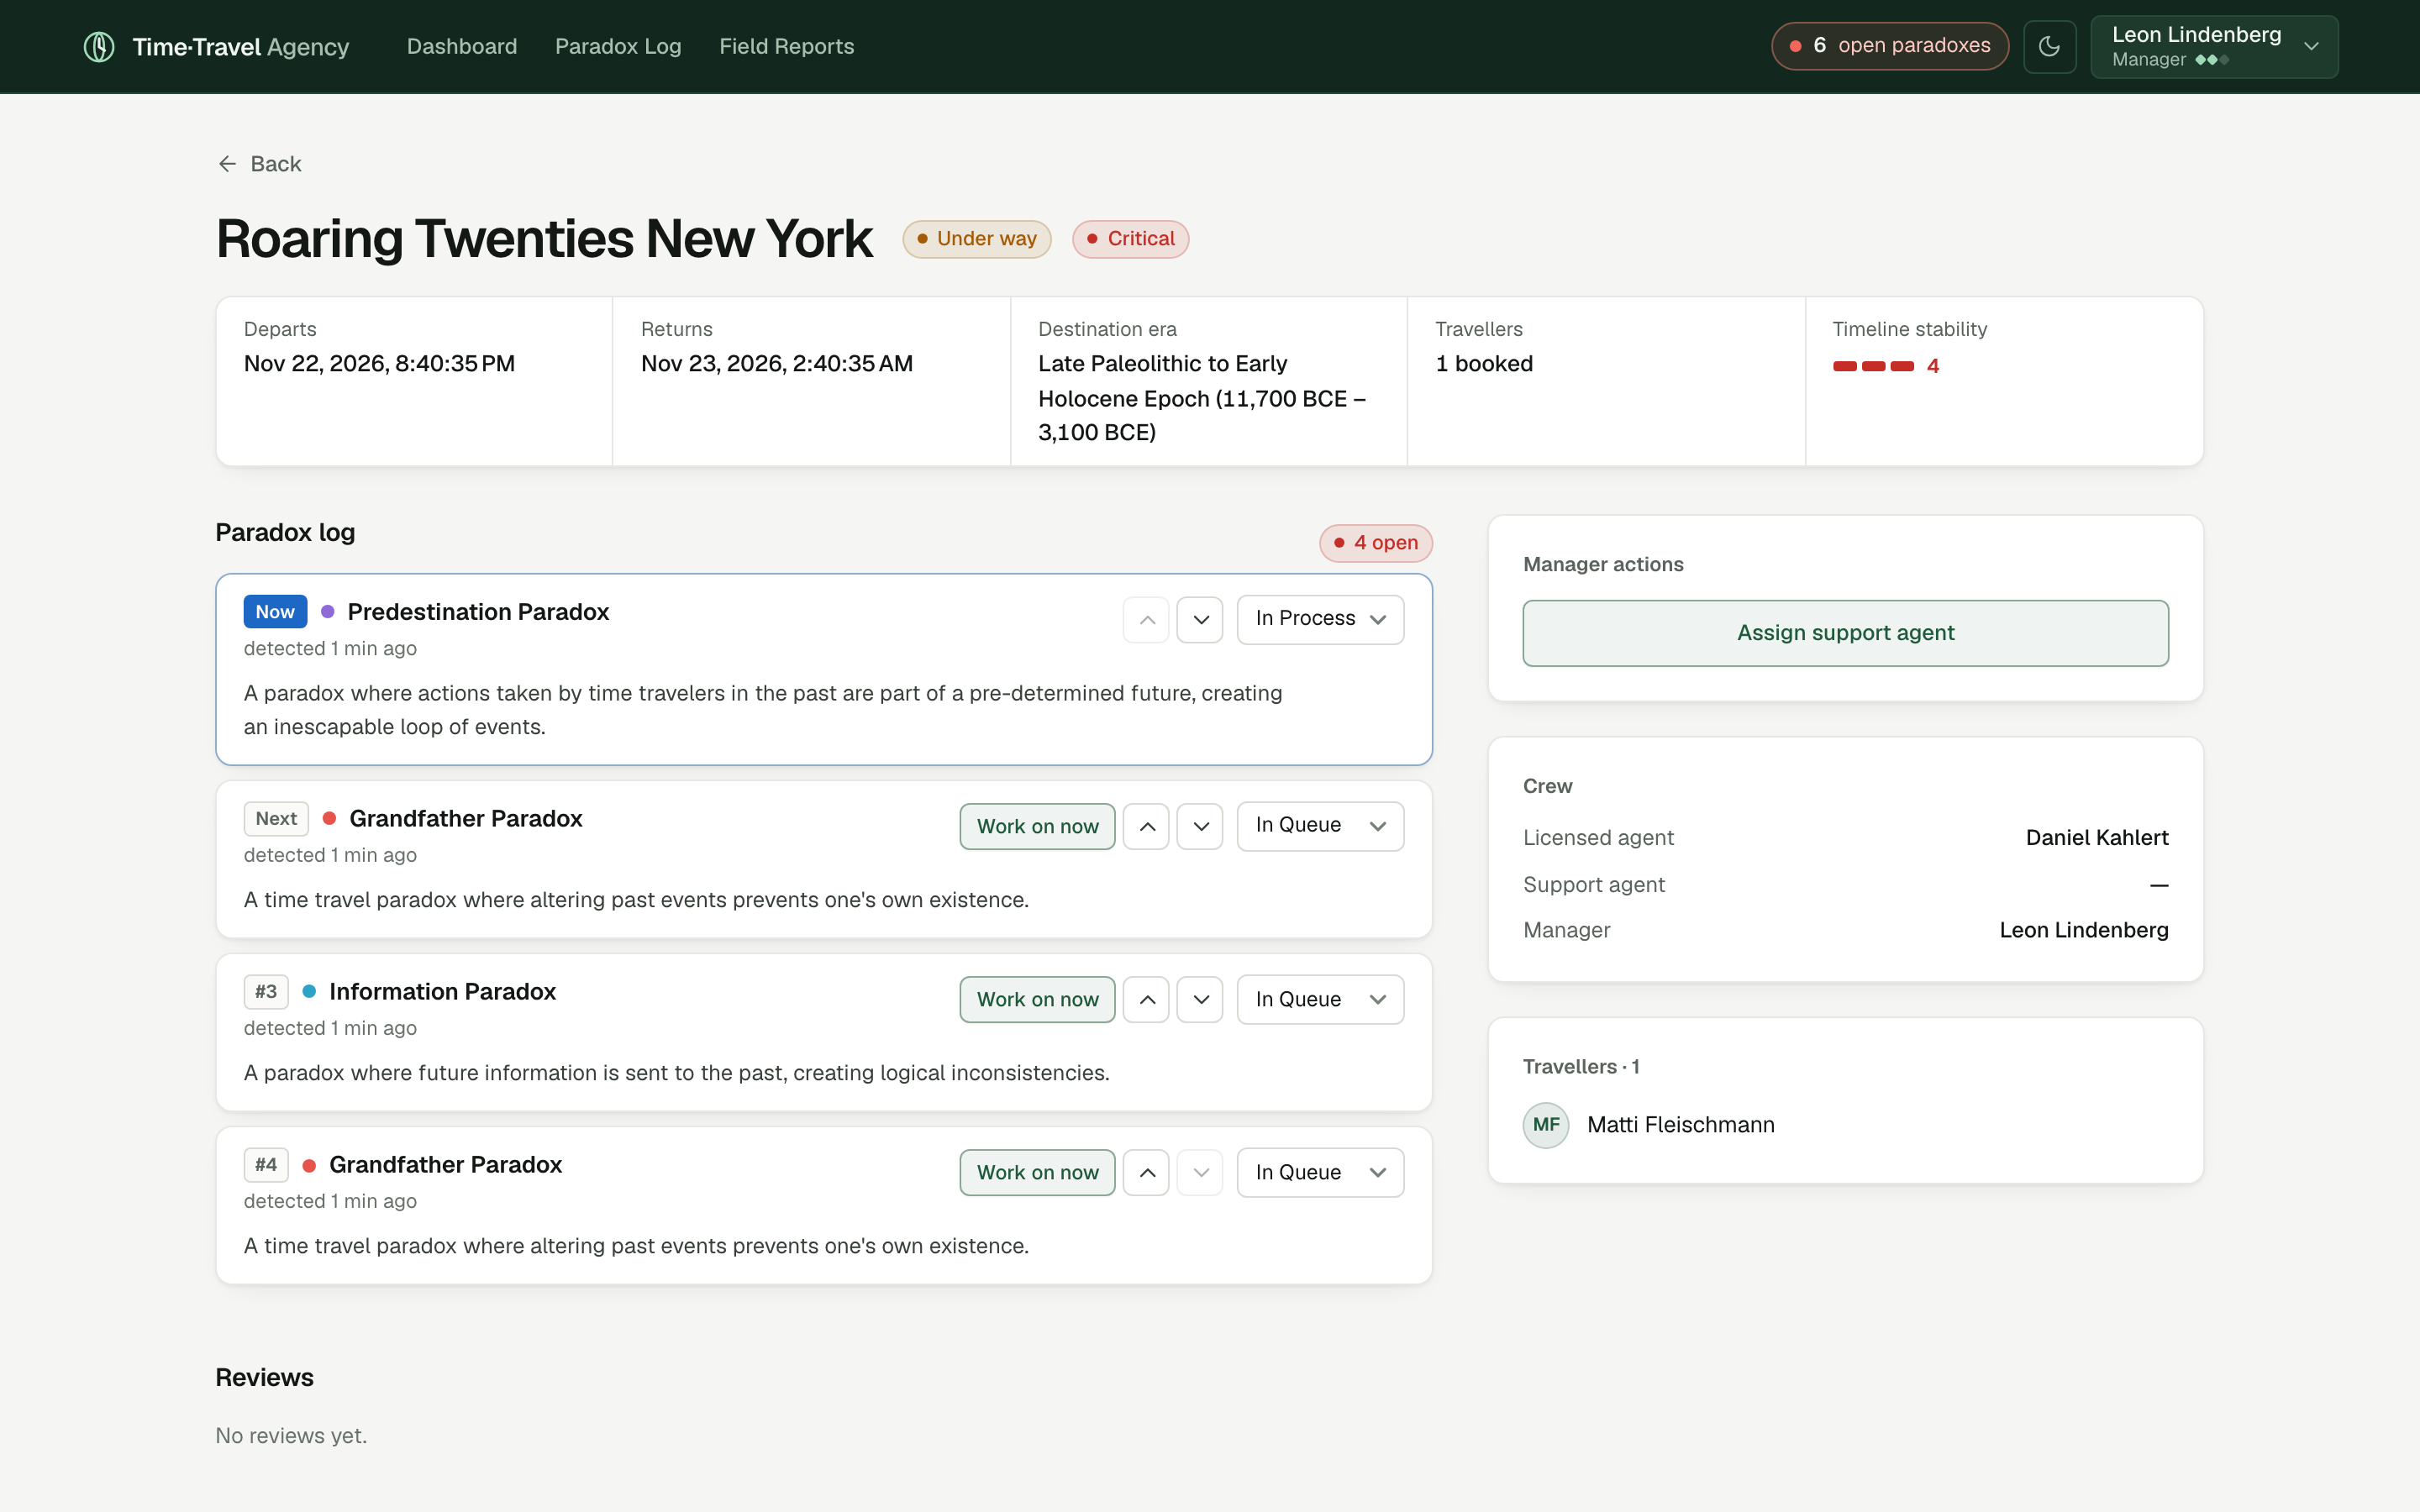 Time·Travel Agency
Dashboard
Paradox Log
Field Reports
6 open paradoxes
Leon Lindenberg
Manager
Back
Roaring Twenties New York
Under way
Critical
Departs
Nov 22, 2026, 8:40:35 PM
Returns
Nov 23, 2026, 2:40:35 AM
Destination era
Late Paleolithic to Early
Holocene Epoch (11,700 BCE –
3,100 BCE)
Travellers
1 booked
Timeline stability
4
Paradox log
4 open
Now
Predestination Paradox
In Process
detected 1 min ago
A paradox where actions taken by time travelers in the past are part of a pre-determined future, creating
an inescapable loop of events.
Next
Grandfather Paradox
Work on now
In Queue
detected 1 min ago
A time travel paradox where altering past events prevents one's own existence.
#3
Information Paradox
Work on now
In Queue
detected 1 min ago
A paradox where future information is sent to the past, creating logical inconsistencies.
#4
Grandfather Paradox
Work on now
In Queue
detected 1 min ago
A time travel paradox where altering past events prevents one's own existence.
Reviews
No reviews yet.
Manager actions
Assign support agent
Crew
Licensed agent
Daniel Kahlert
Support agent
—
Manager
Leon Lindenberg
Travellers · 1
MF
Matti Fleischmann